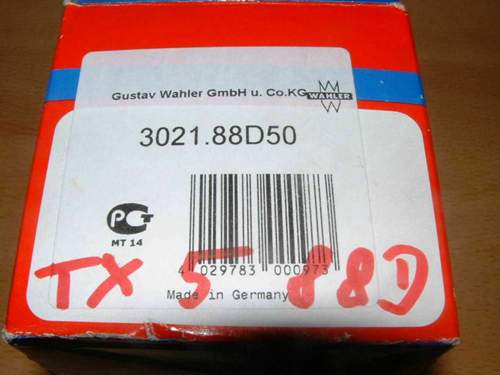 Gustav Wahler GmbH u. Co.KG
WAHLER
3021.88D50
PCT
MT 14
4 029783 000973
TX 5 88D
Made in Germany